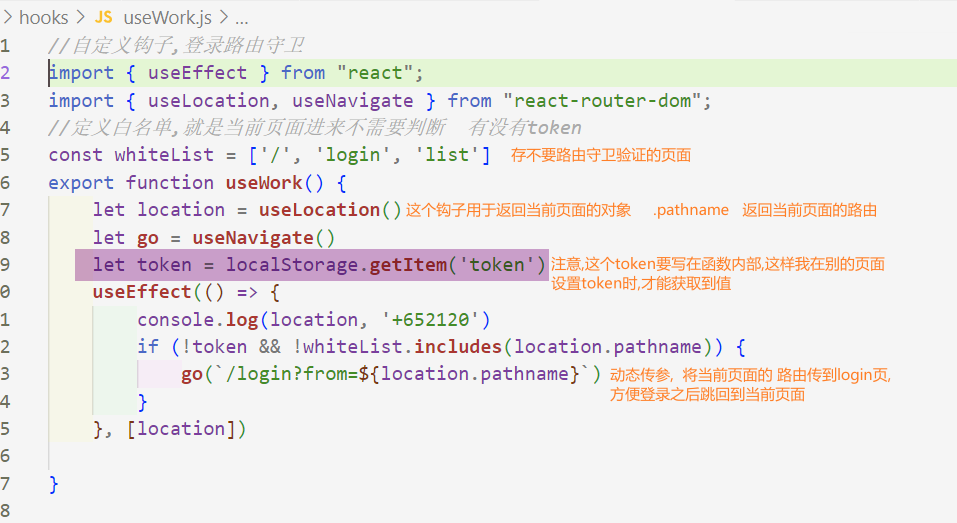 > hooks > JS useWork.js > ...
1 //自定义钩子,登录路由守卫
2 import { useEffect } from "react";
3 import { useLocation, useNavigate } from "react-router-dom";
4 //定义白名单,就是当前页面进来不需要判断 有没有token
5 const whiteList = ['/', 'login', 'list'] 存不要路由守卫验证的页面
6 export function useWork() {
7 let location = useLocation() 这个钩子用于返回当前页面的对象 .pathname 返回当前页面的路由
8 let go = useNavigate()
9 let token = localStorage.getItem('token') 注意,这个token要写在函数内部,这样我在别的页面
设置token时,才能获取到值
0 useEffect(() => {
1 console.log(location, '+652120')
2 if (!token && !whiteList.includes(location.pathname)) {
3 go(`/login?from=${location.pathname}`) 动态传参, 将当前页面的 路由传到login页,
方便登录之后跳回到当前页面
4 }
5 }, [location])
6
7 }
8